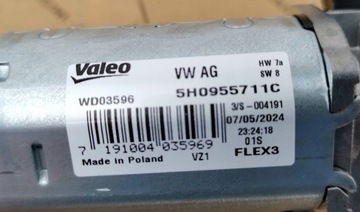 Valeo
VW AG
HW 7a
SW 8
WD03596
5H0955711C
3/S -004191
07/05/2024
23:24:18
01S
7 191004 035969
Made in Poland
VZ1
FLEX3